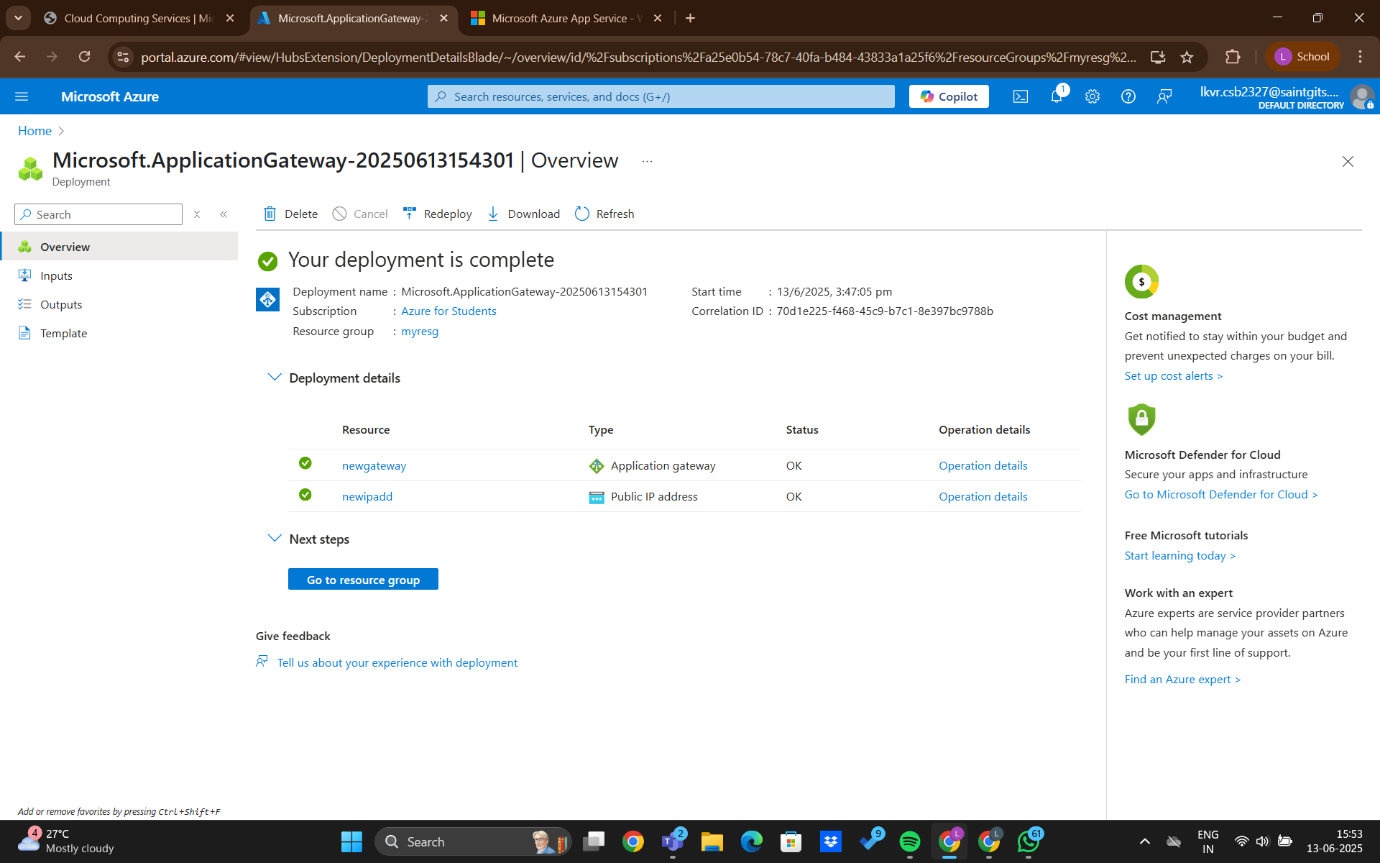 Cloud Computing Services | Mi
Microsoft.ApplicationGateway-2
Microsoft Azure App Service - V
portal.azure.com/#view/HubsExtension/DeploymentDetailsBlade/~/overview/id/%2Fsubscriptions%2Fa25e0b54-78c7-40fa-b484-43833a1a25f6%2FresourceGroups%2Fmyresg%2...
L School
Microsoft Azure
Search resources, services, and docs (G+/)
Copilot
1
lkvr.csb2327@saintgits....
DEFAULT DIRECTORY
Home
Microsoft.ApplicationGateway-20250613154301 | Overview ...
Deployment
Search
Delete Cancel Redeploy Download Refresh
Overview
Inputs
Outputs
Template
Your deployment is complete
Deployment name : Microsoft.ApplicationGateway-20250613154301
Subscription : Azure for Students
Resource group : myresg
Start time : 13/6/2025, 3:47:05 pm
Correlation ID : 70d1e225-f468-45c9-b7c1-8e397bc9788b
Deployment details
Resource Type Status Operation details
newgateway Application gateway OK Operation details
newipadd Public IP address OK Operation details
Next steps
Go to resource group
Give feedback
Tell us about your experience with deployment
$
Cost management
Get notified to stay within your budget and
prevent unexpected charges on your bill.
Set up cost alerts >
Microsoft Defender for Cloud
Secure your apps and infrastructure
Go to Microsoft Defender for Cloud >
Free Microsoft tutorials
Start learning today >
Work with an expert
Azure experts are service provider partners
who can help manage your assets on Azure
and be your first line of support.
Find an Azure expert >
Add or remove favorites by pressing Ctrl+Shift+F
4
27°C
Mostly cloudy
Search
2
9
L
L
61
ENG
IN
15:53
13-06-2025